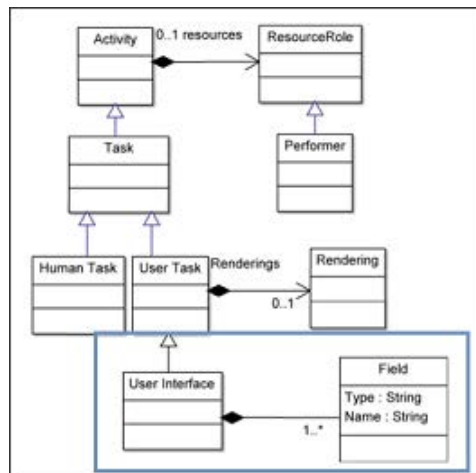 Activity
0..1 resources
ResourceRole
Task
Performer
Human Task
User Task
Renderings
Rendering
0..1
User Interface
Field
Type : String
Name : String
1..*